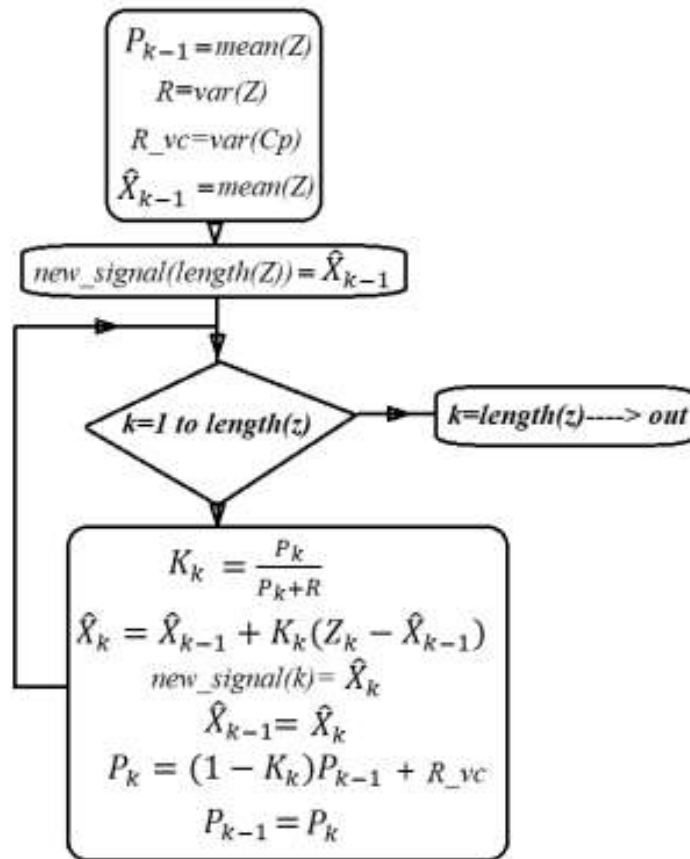 P_{k−1} = mean(Z)
R=var(Z)
R_vc=var(Cp)
X̂_{k−1} = mean(Z)
new_signal(length(Z)) = X̂_{k−1}
k=1 to length(z)
k=length(z)----> out
K_k = P_k / (P_k+R)
X̂_k = X̂_{k−1} + K_k(Z_k − X̂_{k−1})
new_signal(k)= X̂_k
X̂_{k−1} = X̂_k
P_k = (1 − K_k)P_{k−1} + R_vc
P_{k−1} = P_k